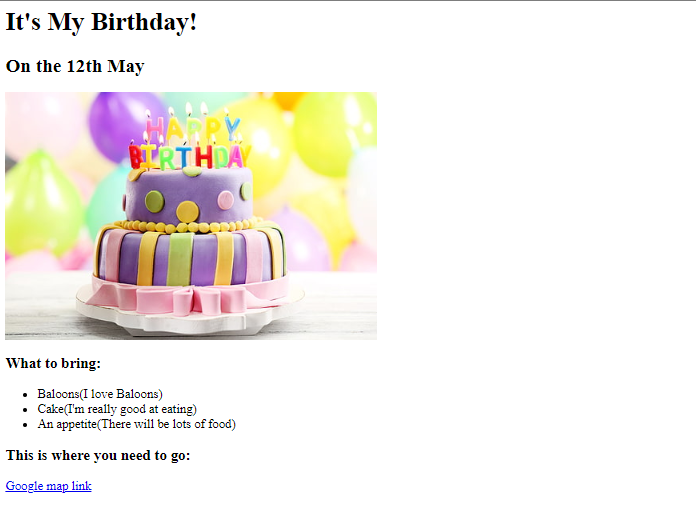 It's My Birthday!
On the 12th May
HAPPY
BIRTHDAY
What to bring:
Baloons(I love Baloons)
Cake(I'm really good at eating)
An appetite(There will be lots of food)
This is where you need to go:
Google map link